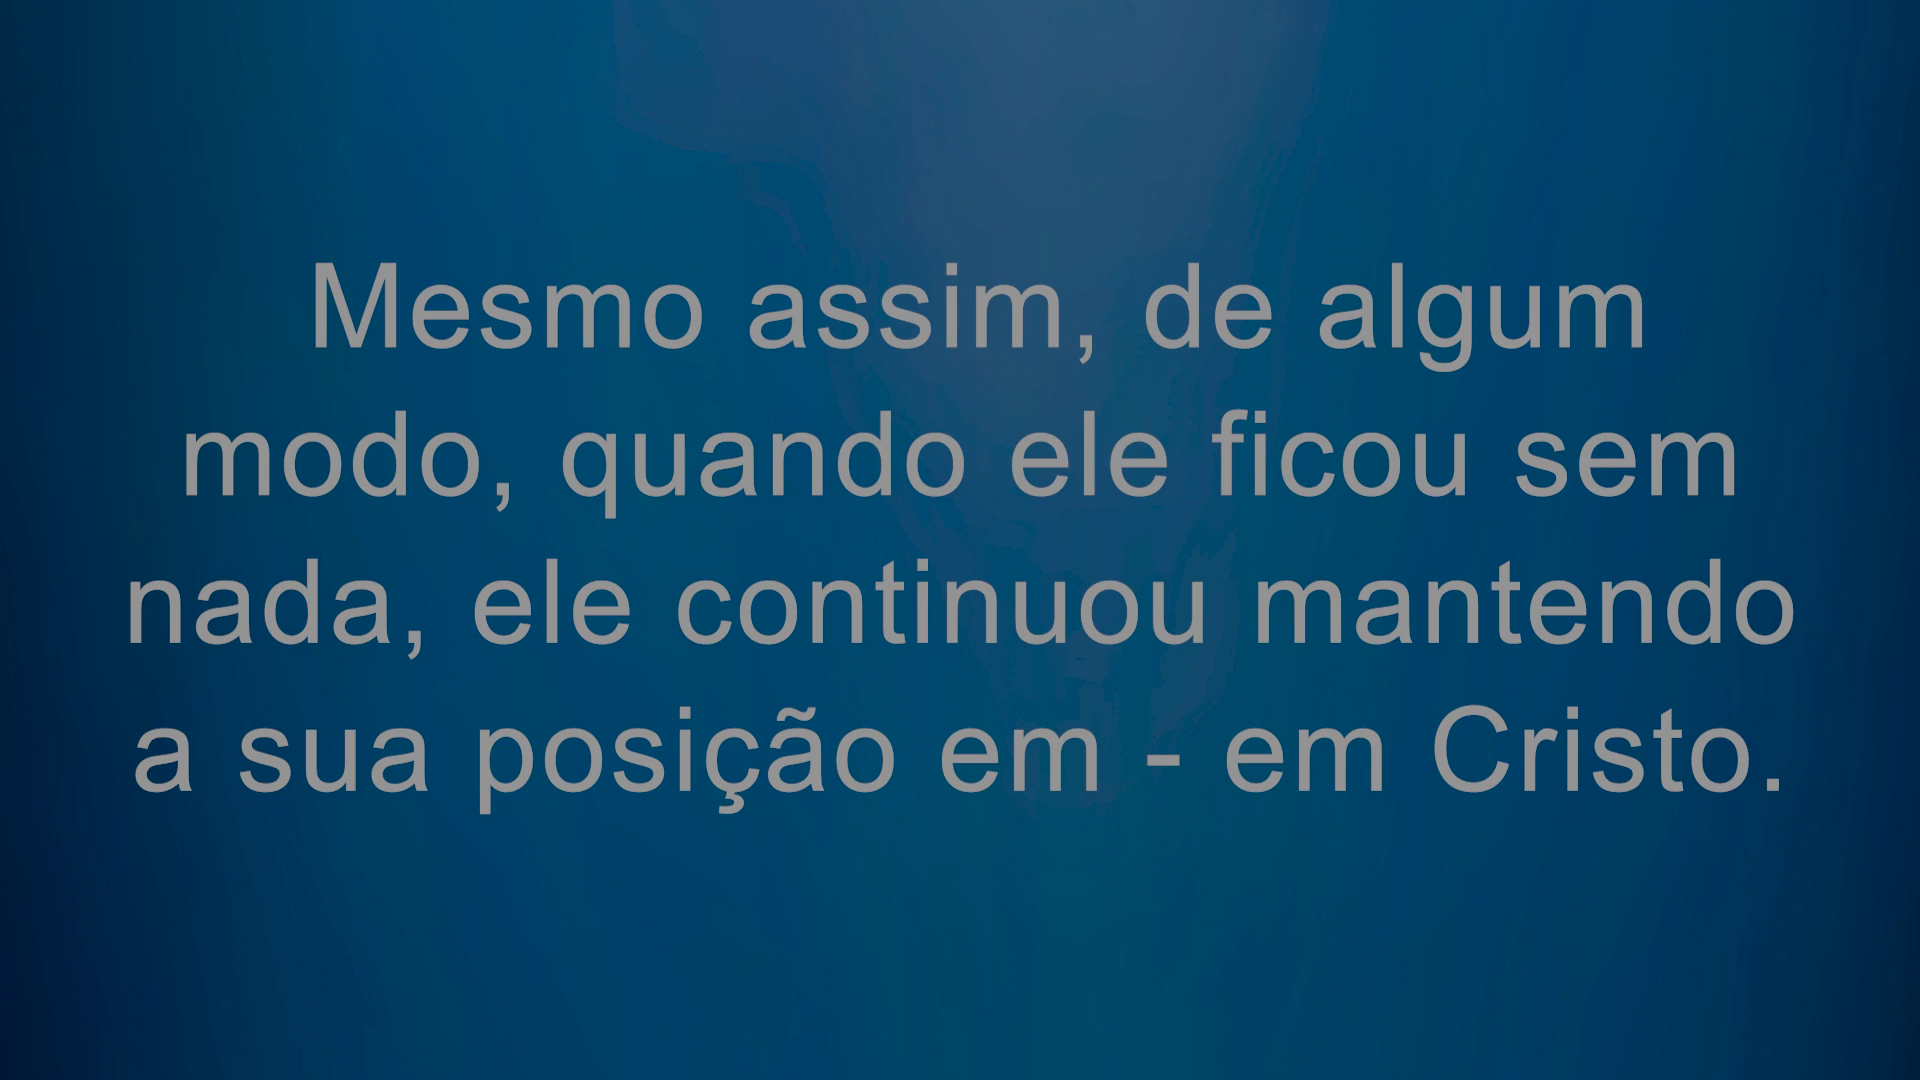 Mesmo assim, de algum
modo, quando ele ficou sem
nada, ele continuou mantendo
a sua posição em - em Cristo.